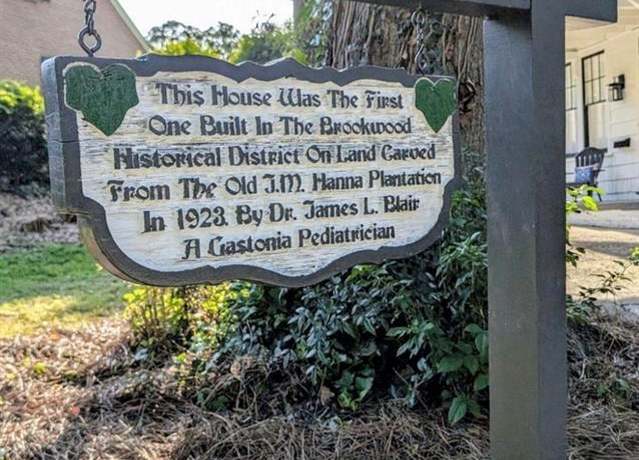 This House Was The First
One Built In The Brookwood
Historical District On Land Carved
From The Old J.M. Hanna Plantation
In 1923 By Dr. James L. Blair
A Gastonia Pediatrician